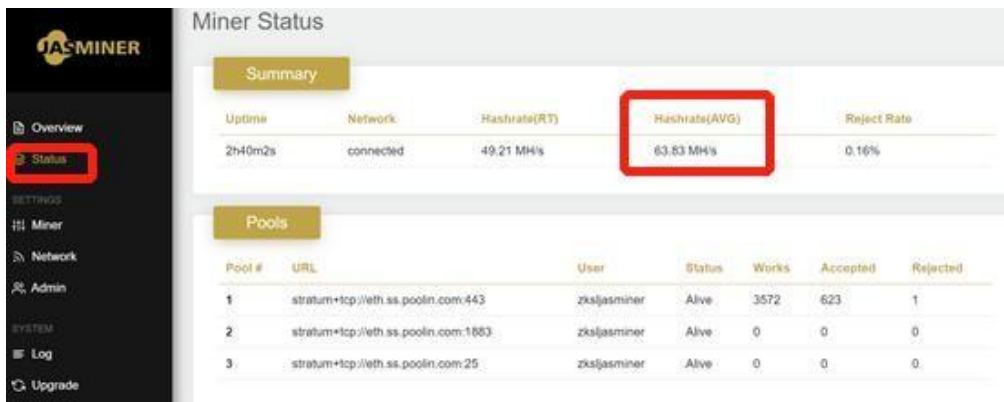 JASMINER
Overview
Status
SETTINGS
Miner
Network
Admin
SYSTEM
Log
Upgrade
Miner Status
Summary
Uptime Network Hashrate(RT) Hashrate(AVG) Reject Rate
2h40m2s connected 49.21 MH/s 63.83 MH/s 0.16%
Pools
Pool # URL User Status Works Accepted Rejected
1 stratum+tcp://eth.ss.poolin.com:443 zksljasminer Alive 3572 623 1
2 stratum+tcp://eth.ss.poolin.com:1883 zksljasminer Alive 0 0 0
3 stratum+tcp://eth.ss.poolin.com:25 zksljasminer Alive 0 0 0